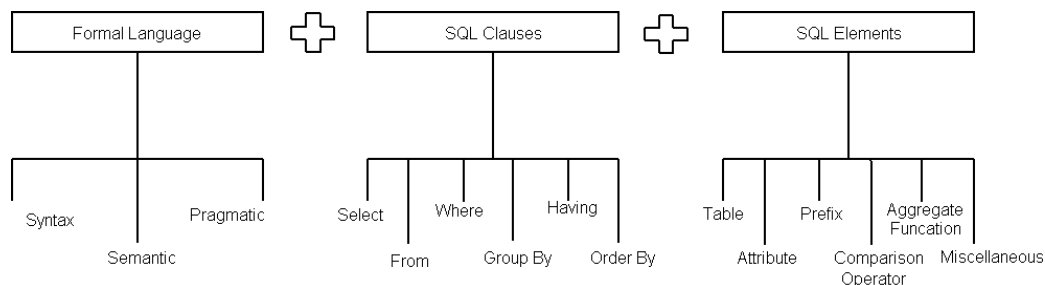 Formal Language
SQL Clauses
SQL Elements
Syntax
Semantic
Pragmatic
Select
From
Where
Group By
Having
Order By
Table
Attribute
Prefix
Comparison
Operator
Aggregate
Funcation
Miscellaneous